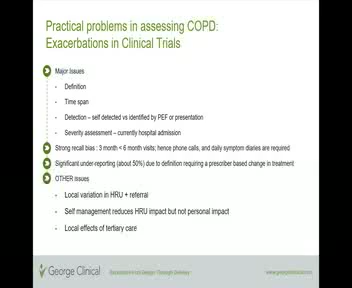 Practical problems in assessing COPD:
Exacerbations in Clinical Trials
Major Issues
- Definition
- Time span
- Detection – self detected vs identified by PEF or presentation
- Severity assessment – currently hospital admission
Strong recall bias : 3 month < 6 month visits; hence phone calls, and daily symptom diaries are required
Significant under-reporting (about 50%) due to definition requiring a prescriber based change in treatment
OTHER issues
- Local variation in HRU + referral
- Self management reduces HRU impact but not personal impact
- Local effects of tertiary care
George Clinical